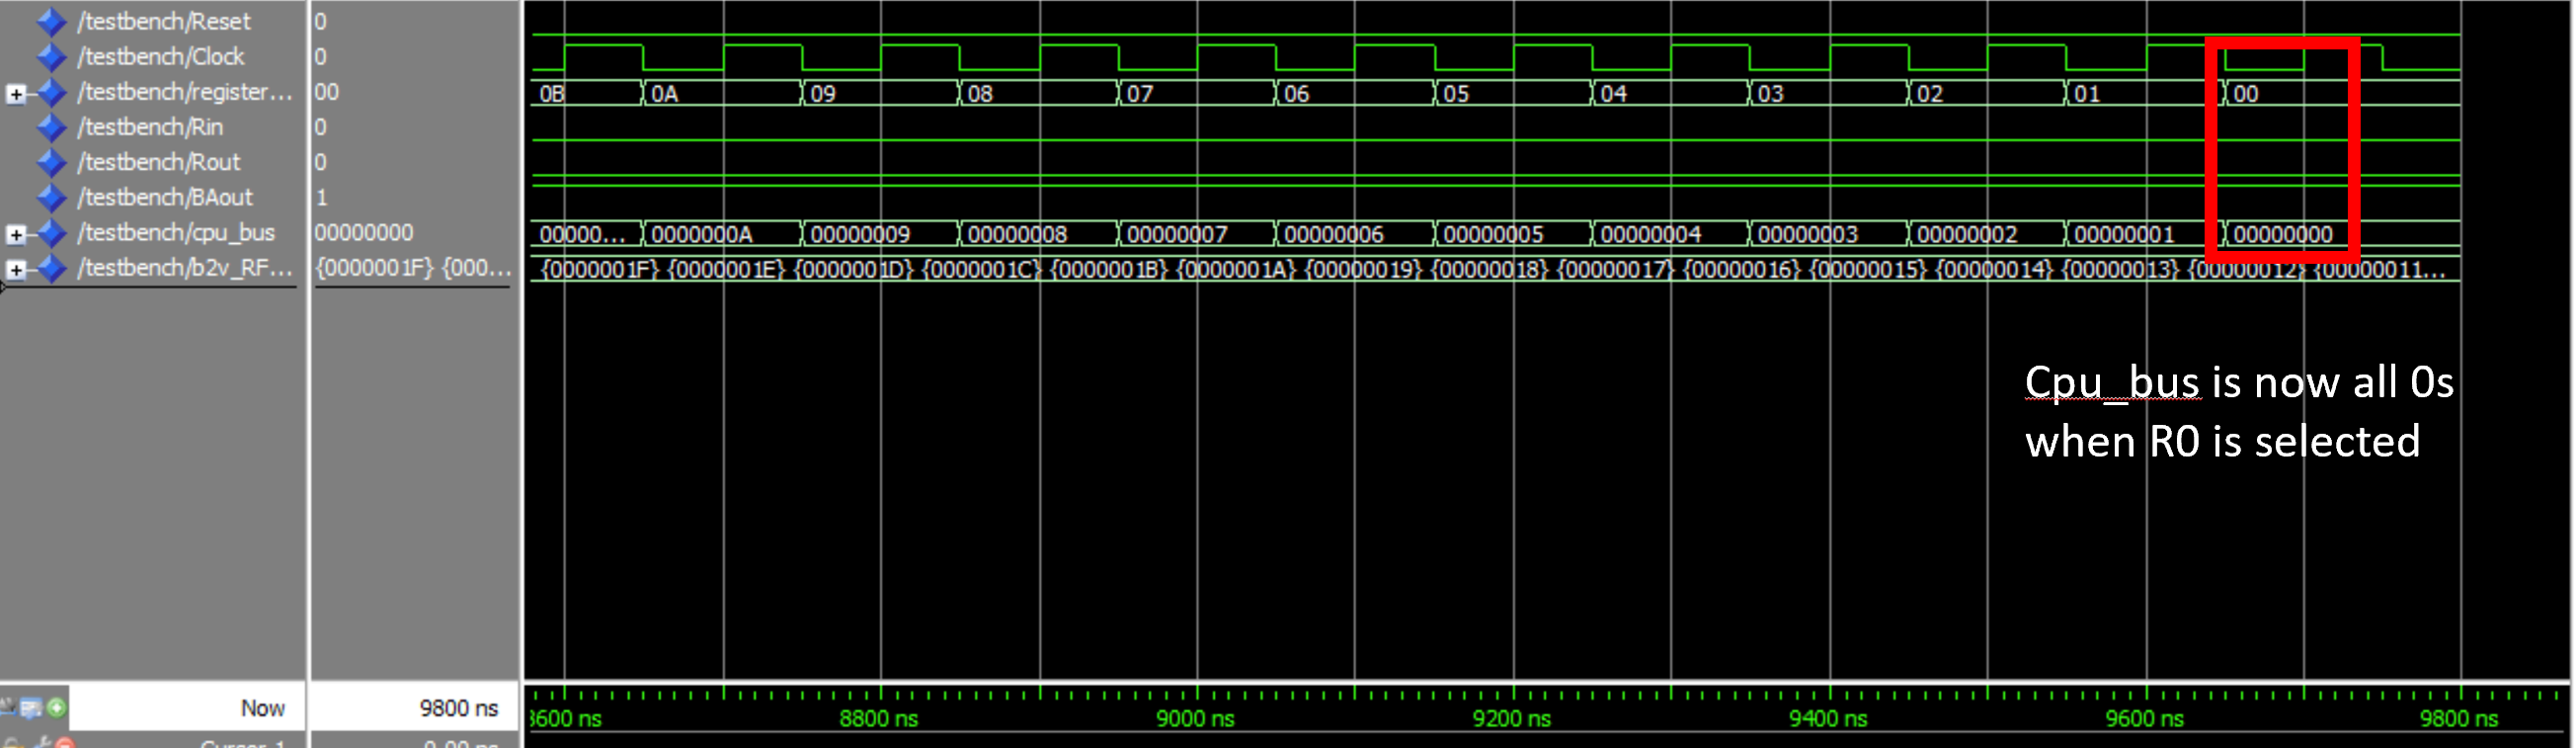 /testbench/Reset 0
/testbench/Clock 0
/testbench/register... 00 0B 0A 09 08 07 06 05 04 03 02 01 00
/testbench/Rin 0
/testbench/Rout 0
/testbench/BAout 1
/testbench/cpu_bus 00000000 00000... 0000000A 00000009 00000008 00000007 00000006 00000005 00000004 00000003 00000002 00000001 00000000
/testbench/b2v_RF... {0000001F} {000... {0000001F} {0000001E} {0000001D} {0000001C} {0000001B} {0000001A} {00000019} {00000018} {00000017} {00000016} {00000015} {00000014} {00000013} {00000012} {00000011...
Cpu_bus is now all 0s
when R0 is selected
Now 9800 ns
8600 ns 8800 ns 9000 ns 9200 ns 9400 ns 9600 ns 9800 ns
Cursor 1 0.00 ns